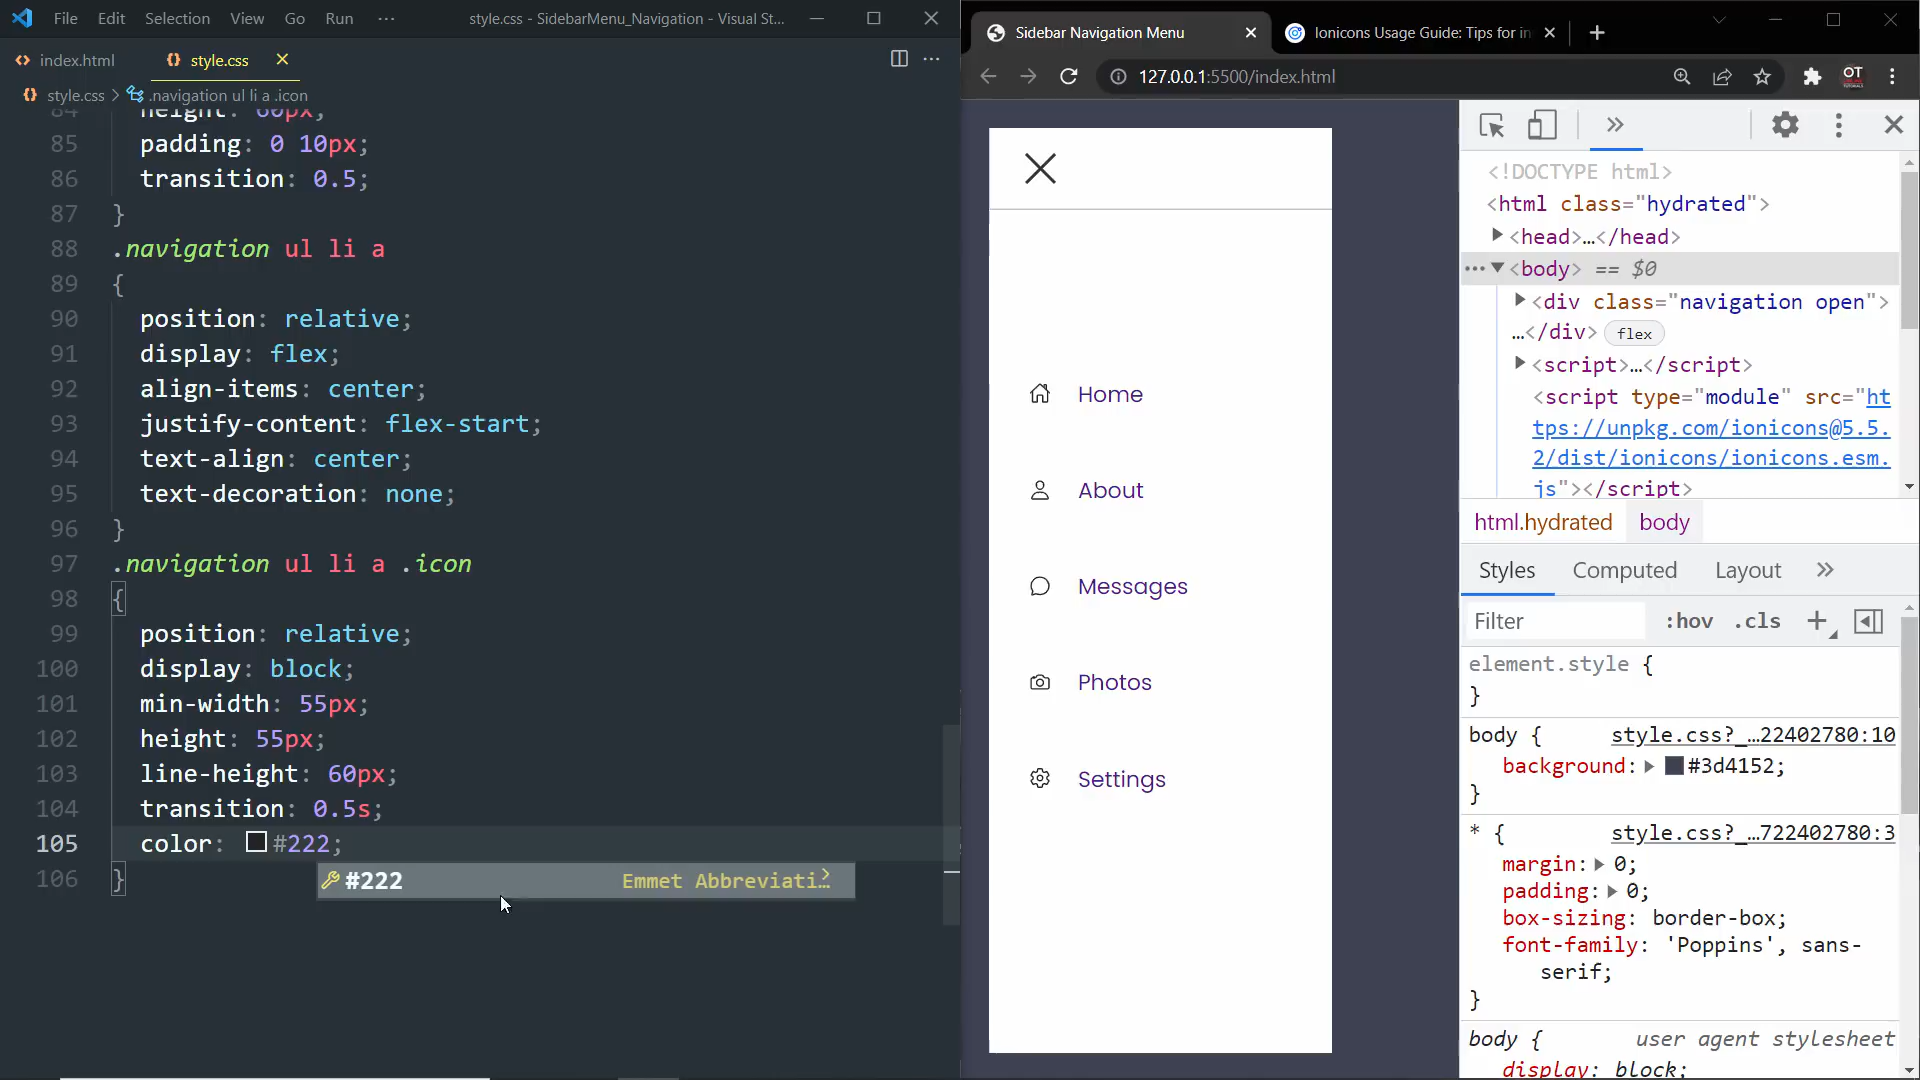 File Edit Selection View Go Run ··· style.css - SidebarMenu_Navigation - Visual St...
index.html style.css
style.css > .navigation ul li a .icon
84 height: 60px;
85 padding: 0 10px;
86 transition: 0.5;
87 }
88 .navigation ul li a
89 {
90 position: relative;
91 display: flex;
92 align-items: center;
93 justify-content: flex-start;
94 text-align: center;
95 text-decoration: none;
96 }
97 .navigation ul li a .icon
98 {
99 position: relative;
100 display: block;
101 min-width: 55px;
102 height: 55px;
103 line-height: 60px;
104 transition: 0.5s;
105 color: #222;
106 }
#222 Emmet Abbreviati…
Sidebar Navigation Menu
Ionicons Usage Guide: Tips for in
127.0.0.1:5500/index.html
OT
Home
About
Messages
Photos
Settings
<!DOCTYPE html>
<html class="hydrated">
<head>…</head>
<body> == $0
<div class="navigation open">
…</div> flex
<script>…</script>
<script type="module" src="ht
tps://unpkg.com/ionicons@5.5.
2/dist/ionicons/ionicons.esm.
js"></script>
html.hydrated body
Styles Computed Layout
Filter :hov .cls
element.style {
}
body { style.css?_…22402780:10
background: #3d4152;
}
* { style.css?_…722402780:3
margin: 0;
padding: 0;
box-sizing: border-box;
font-family: 'Poppins', sans-
serif;
}
body { user agent stylesheet
display: block;